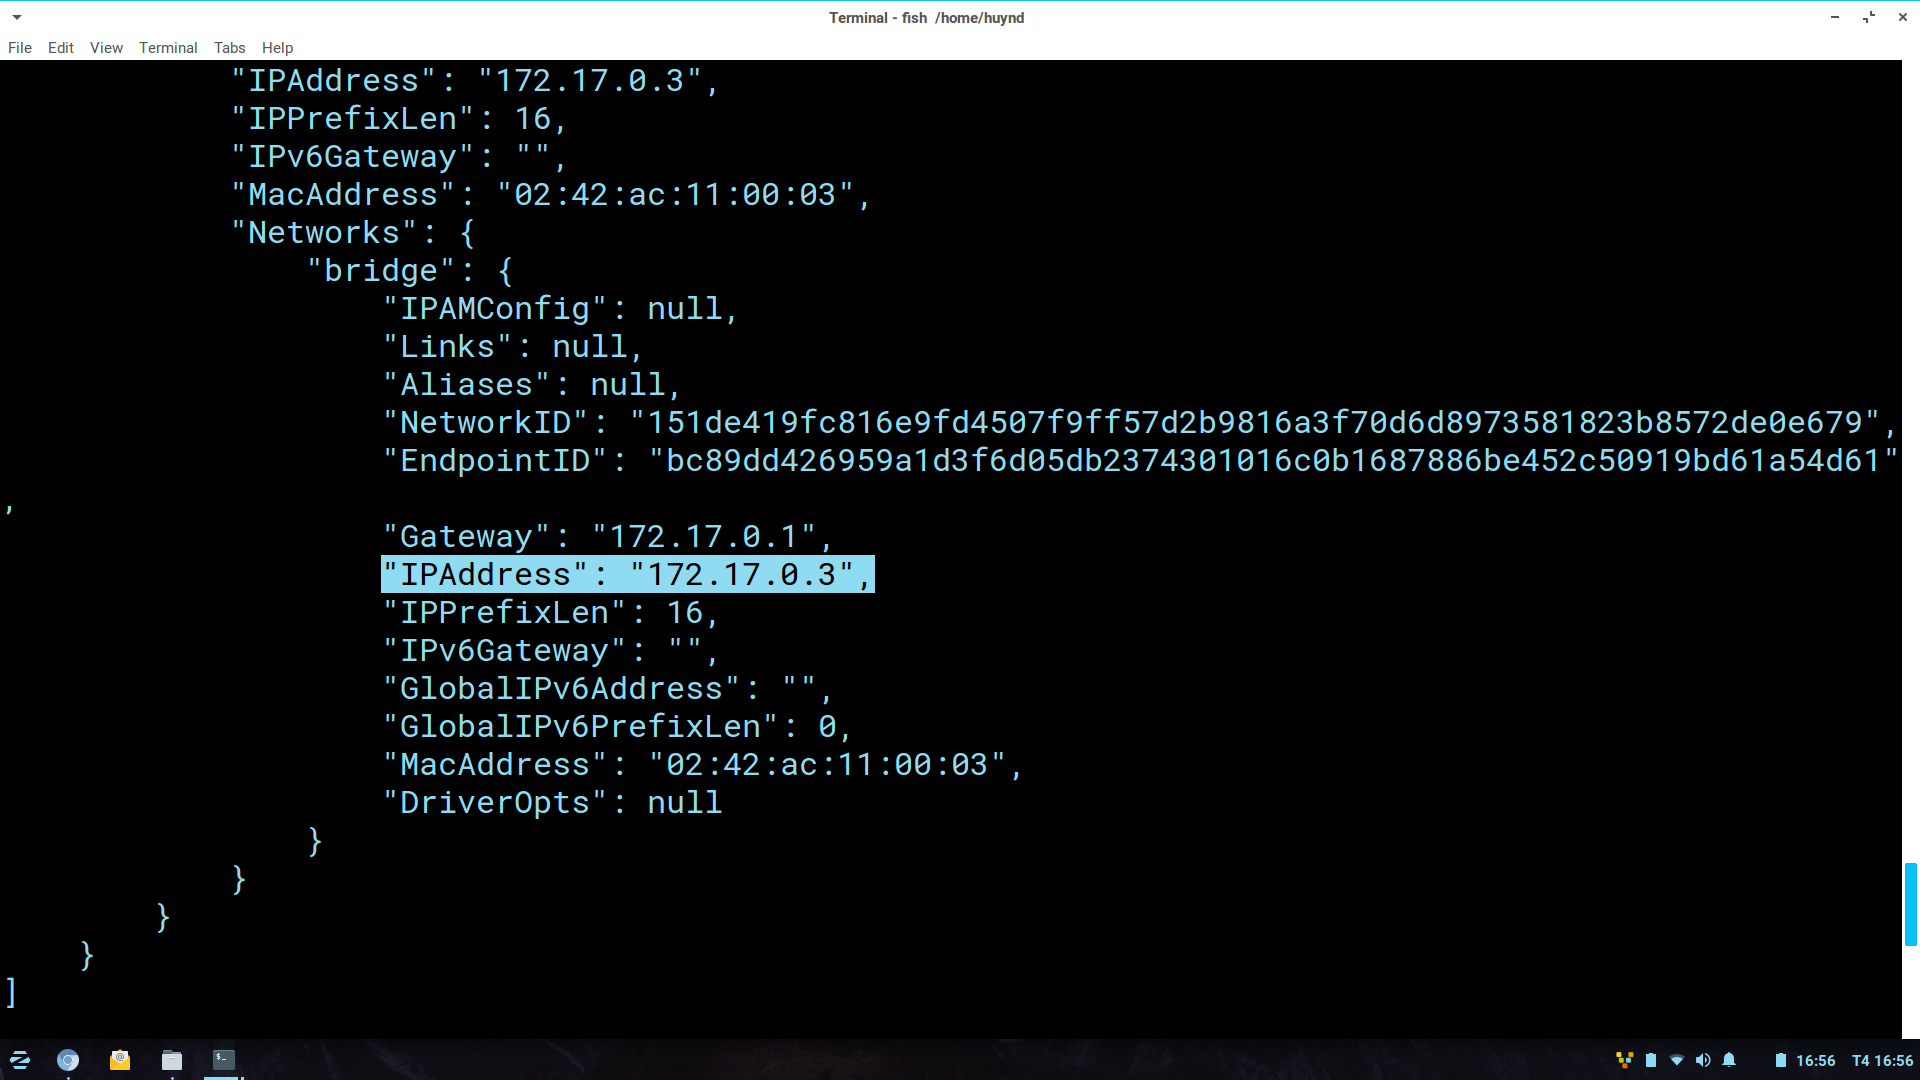 Terminal - fish /home/huynd
File Edit View Terminal Tabs Help
"IPAddress": "172.17.0.3",
"IPPrefixLen": 16,
"IPv6Gateway": "",
"MacAddress": "02:42:ac:11:00:03",
"Networks": {
"bridge": {
"IPAMConfig": null,
"Links": null,
"Aliases": null,
"NetworkID": "151de419fc816e9fd4507f9ff57d2b9816a3f70d6d8973581823b8572de0e679",
"EndpointID": "bc89dd426959a1d3f6d05db2374301016c0b1687886be452c50919bd61a54d61"
,
"Gateway": "172.17.0.1",
"IPAddress": "172.17.0.3",
"IPPrefixLen": 16,
"IPv6Gateway": "",
"GlobalIPv6Address": "",
"GlobalIPv6PrefixLen": 0,
"MacAddress": "02:42:ac:11:00:03",
"DriverOpts": null
}
}
}
}
]
16:56 T4 16:56